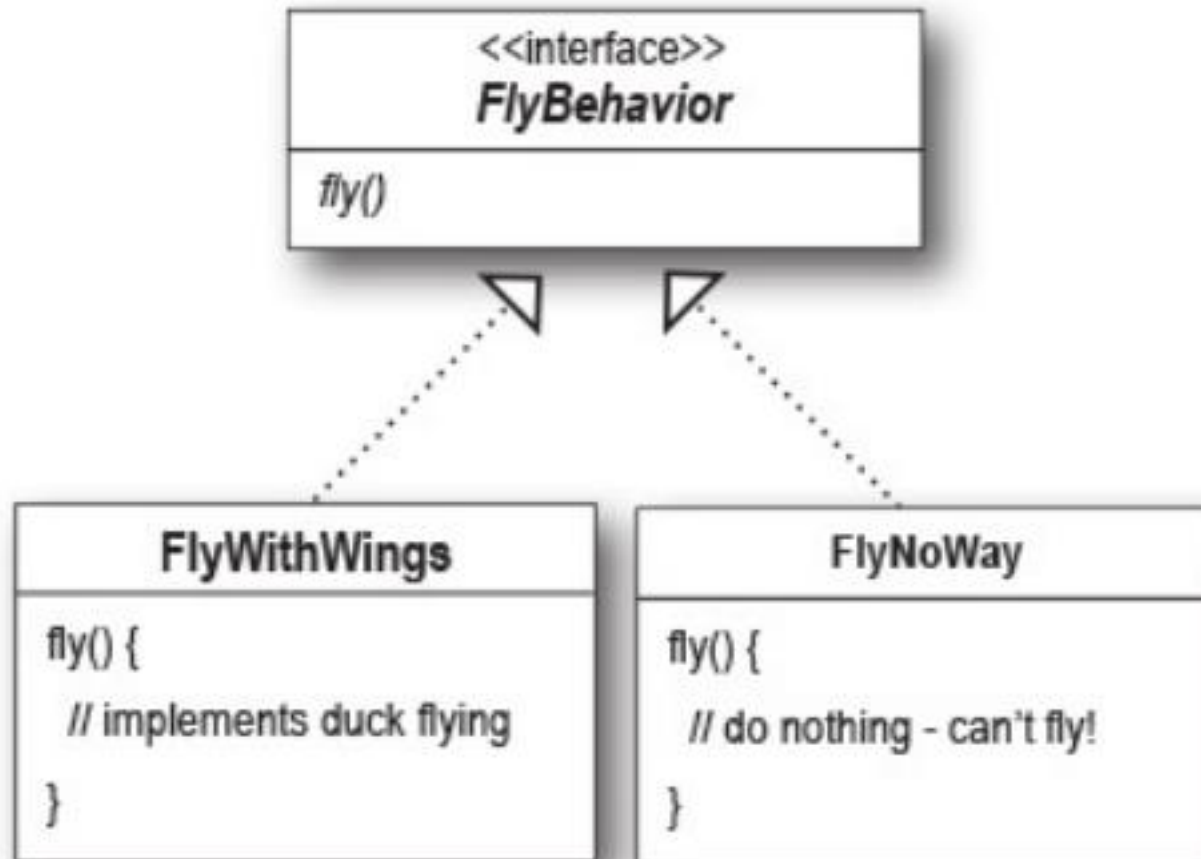 <<interface>>
FlyBehavior
fly()
FlyWithWings
fly() {
// implements duck flying
}
FlyNoWay
fly() {
// do nothing - can't fly!
}